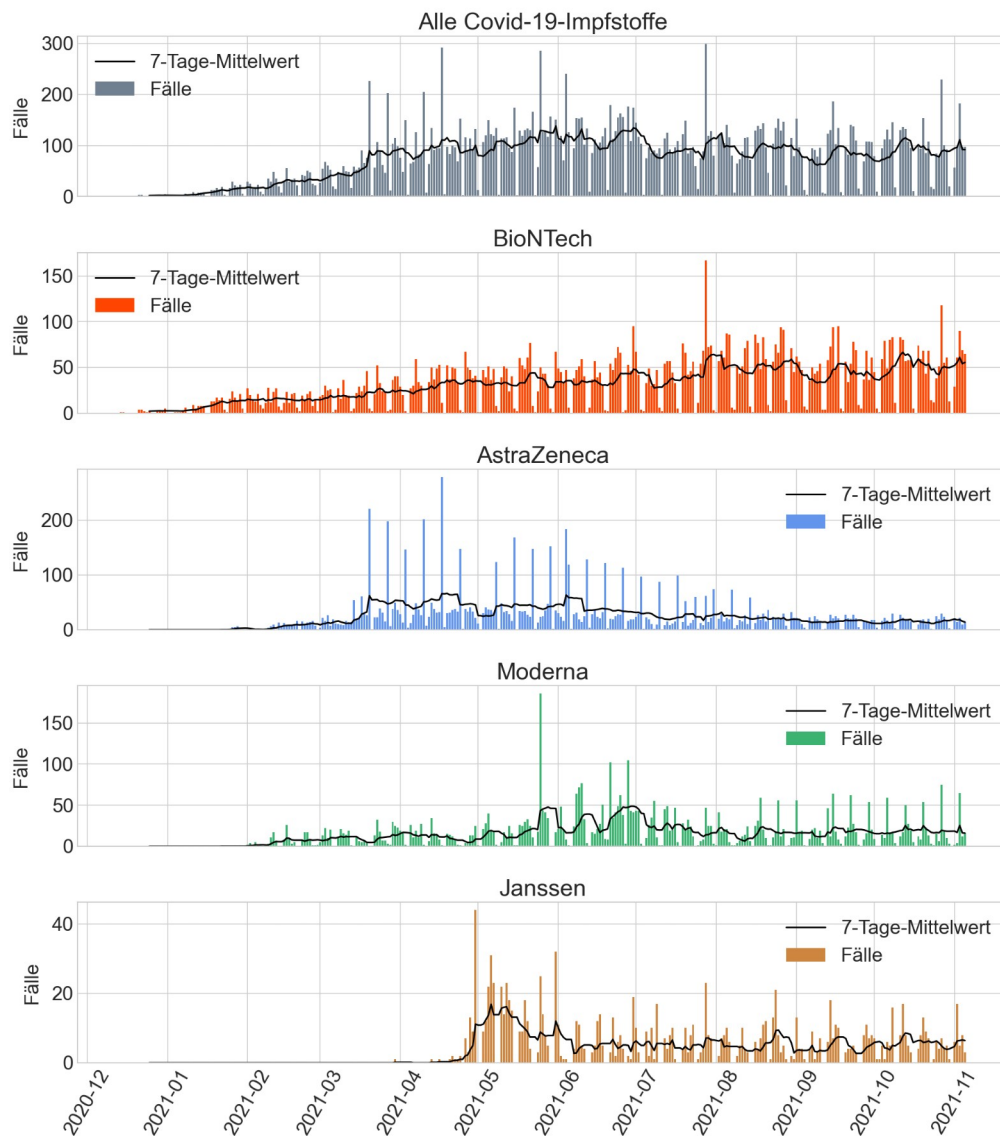 Alle Covid-19-Impfstoffe
Fälle
300
200
100
0
7-Tage-Mittelwert
Fälle
BioNTech
Fälle
150
100
50
0
7-Tage-Mittelwert
Fälle
AstraZeneca
Fälle
200
100
0
7-Tage-Mittelwert
Fälle
Moderna
Fälle
150
100
50
0
7-Tage-Mittelwert
Fälle
Janssen
Fälle
40
20
0
7-Tage-Mittelwert
Fälle
2020-12
2021-01
2021-02
2021-03
2021-04
2021-05
2021-06
2021-07
2021-08
2021-09
2021-10
2021-11